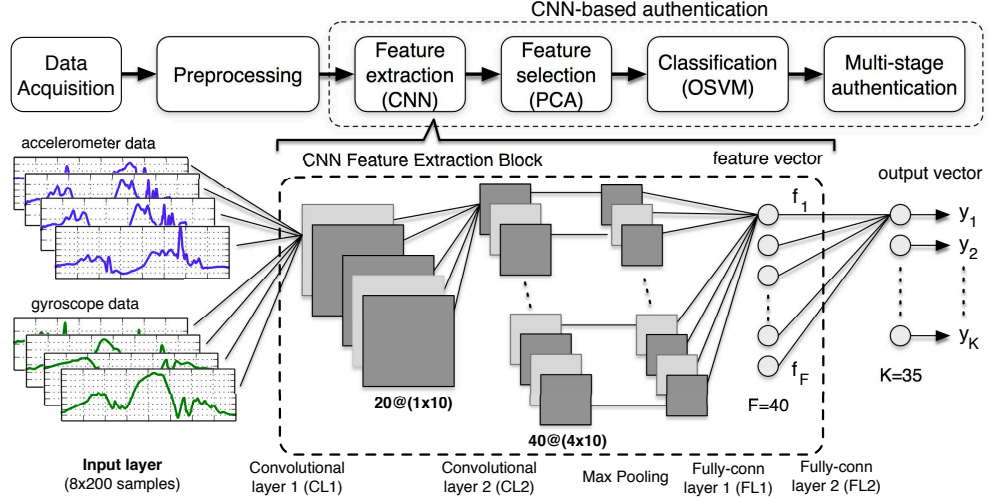 CNN-based authentication
Data
Acquisition
Preprocessing
Feature
extraction
(CNN)
Feature
selection
(PCA)
Classification
(OSVM)
Multi-stage
authentication
accelerometer data
CNN Feature Extraction Block
feature vector
output vector
f1
y1
y2
gyroscope data
yK
fF
K=35
20@(1x10)
F=40
40@(4x10)
Input layer
(8x200 samples)
Convolutional
layer 1 (CL1)
Convolutional
layer 2 (CL2)
Max Pooling
Fully-conn
layer 1 (FL1)
Fully-conn
layer 2 (FL2)